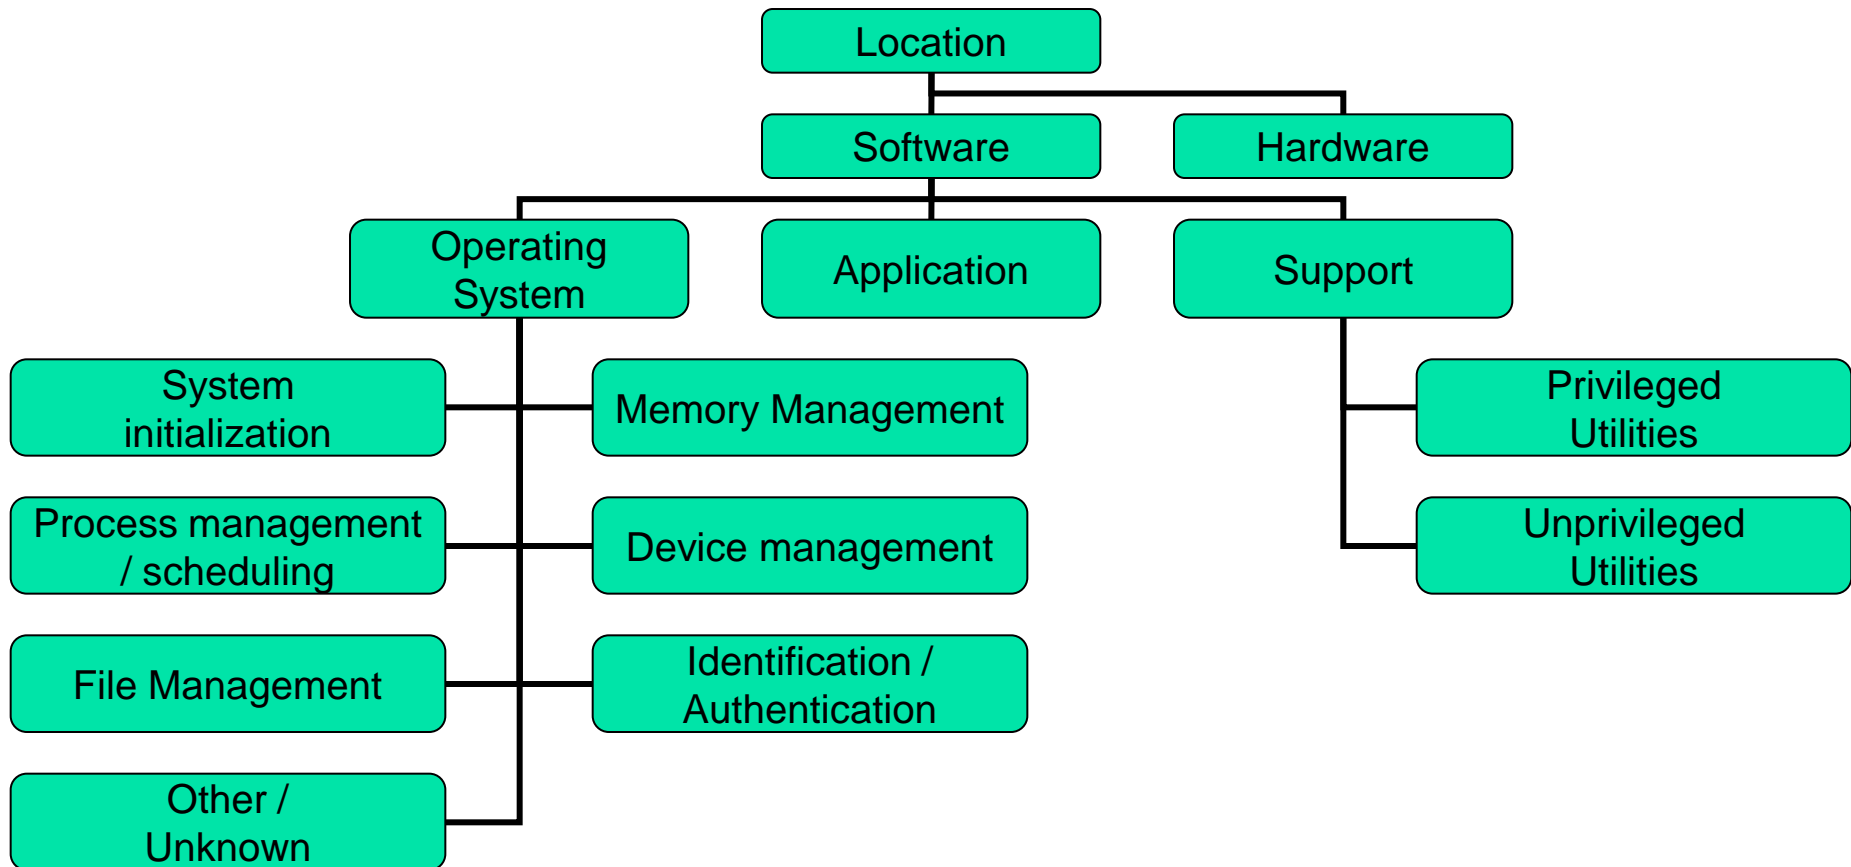 Location
Software
Hardware
Operating
System
Application
Support
System
initialization
Memory Management
Privileged
Utilities
Process management
/ scheduling
Device management
Unprivileged
Utilities
File Management
Identification /
Authentication
Other /
Unknown